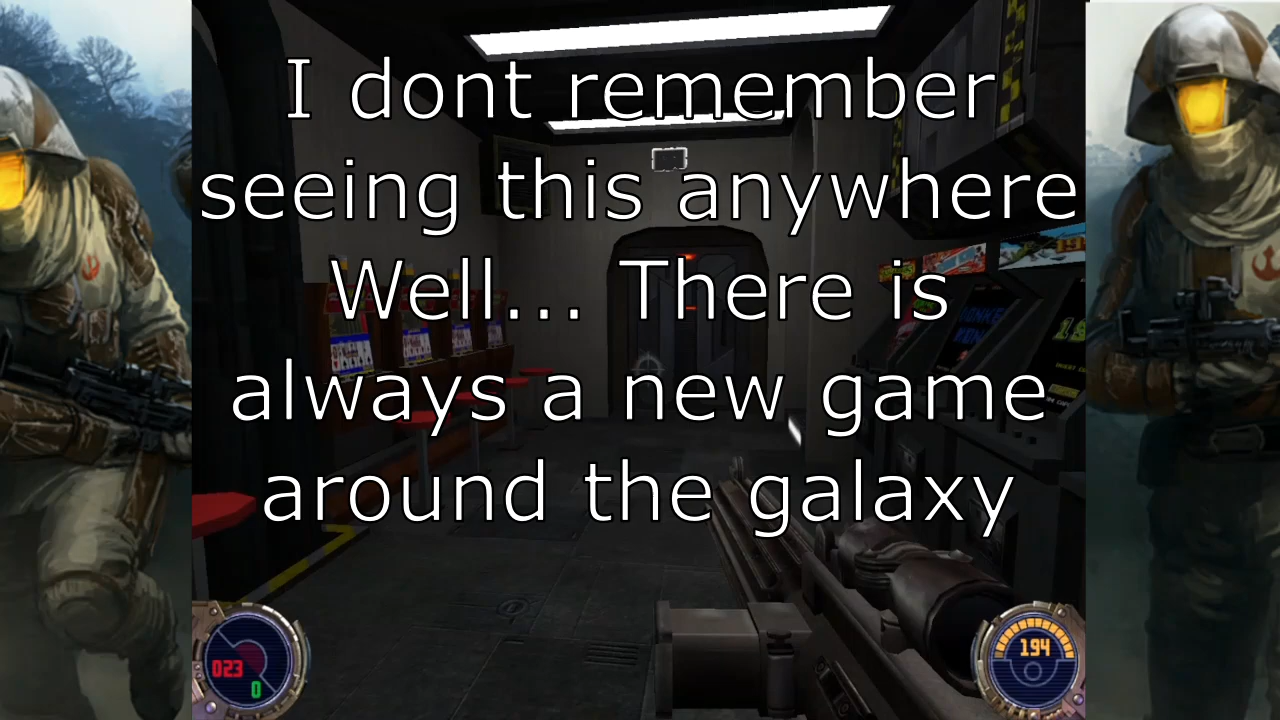 I dont remember
seeing this anywhere
Well... There is
always a new game
around the galaxy
023
0
194